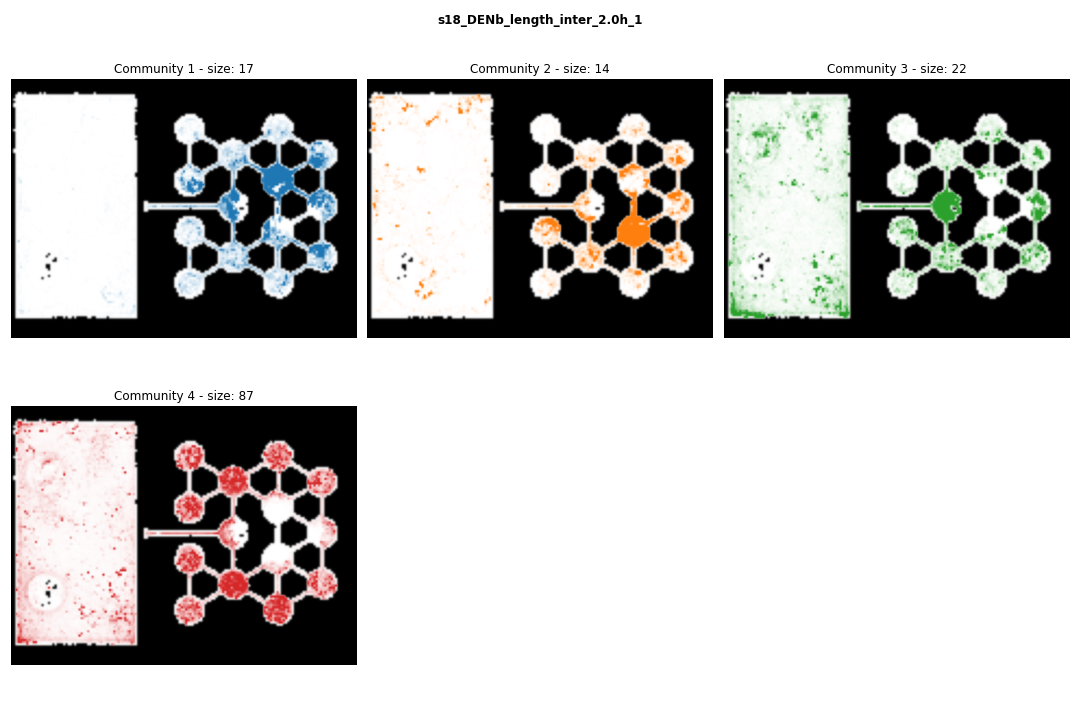 s18_DENb_length_inter_2.0h_1
Community 1 - size: 17
Community 2 - size: 14
Community 3 - size: 22
Community 4 - size: 87